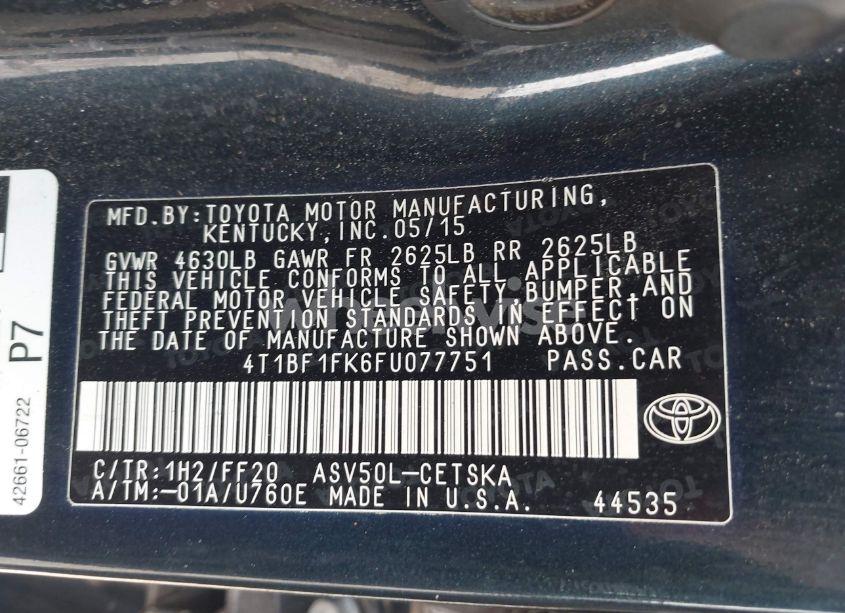 MFD.BY:TOYOTA MOTOR MANUFACTURING,
KENTUCKY,INC.05/15
GVWR 4630LB GAWR FR 2625LB RR 2625LB
THIS VEHICLE CONFORMS TO ALL APPLICABLE
FEDERAL MOTOR VEHICLE SAFETY,BUMPER,AND
THEFT PREVENTION STANDARDS IN EFFECT ON
THE DATE OF MANUFACTURE SHOWN ABOVE.
4T1BF1FK6FU077751 PASS.CAR
C/TR:1H2/FF20 ASV50L-CETSKA
A/TM:-01A/U760E MADE IN U.S.A. 44535
P7
42661-06722